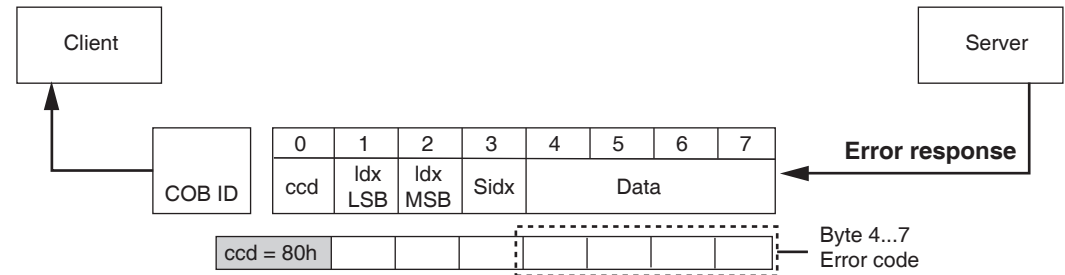 Client
Server
0 1 2 3 4 5 6 7
Error response
COB ID
ccd
Idx LSB
Idx MSB
Sidx
Data
ccd = 80h
Byte 4...7
Error code